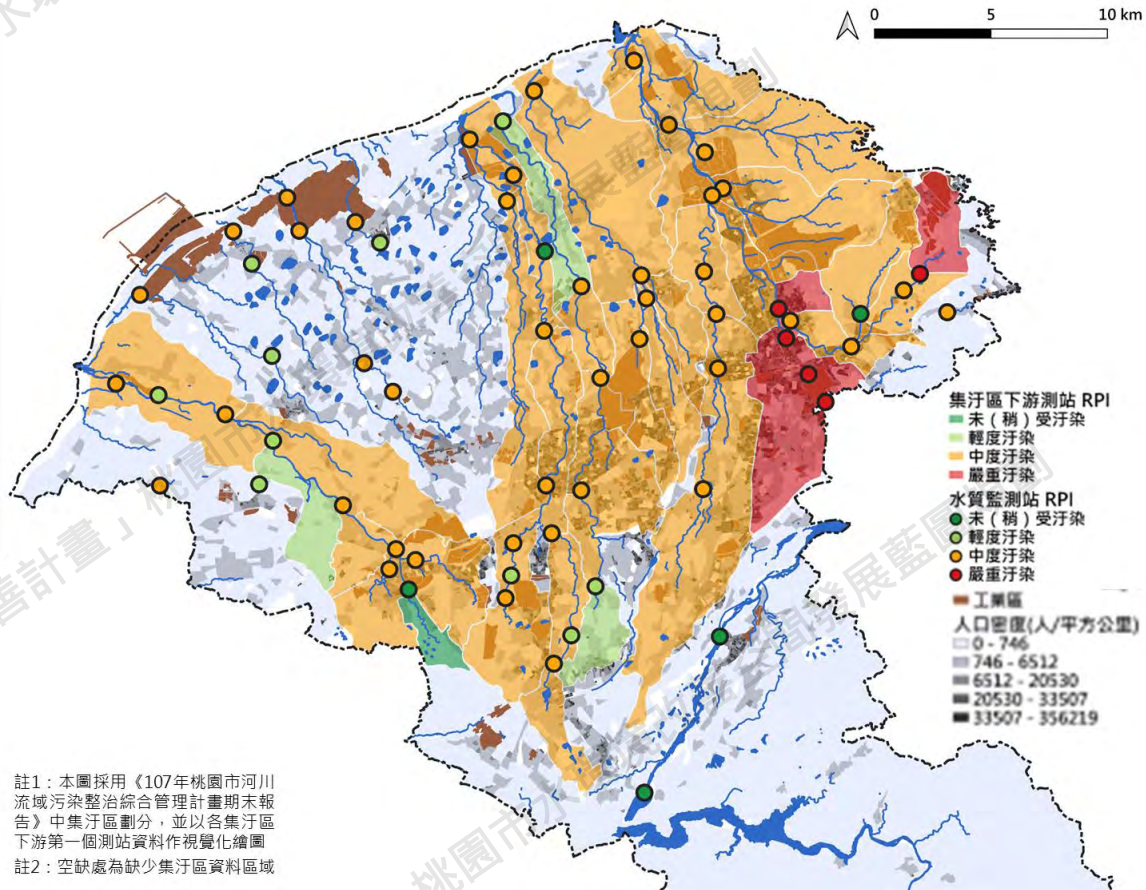 0 5 10 km
集汙區下游測站 RPI
未（稍）受汙染
輕度汙染
中度汙染
嚴重汙染
水質監測站 RPI
未（稍）受汙染
輕度汙染
中度汙染
嚴重汙染
工業區
人口密度(人/平方公里)
0 - 746
746 - 6512
6512 - 20530
20530 - 33507
33507 - 356219
註1：本圖採用《107年桃園市河川
流域污染整治綜合管理計畫期末報
告》中集汙區劃分，並以各集汙區
下游第一個測站資料作視覺化繪圖
註2：空缺處為缺少集汙區資料區域
善計畫」桃園市